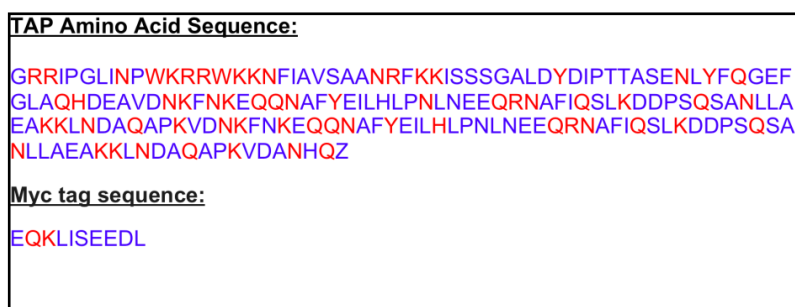 TAP Amino Acid Sequence:
GRRIPGLINPWKRRWKKNFIAVSAANRFKKISSSGALDYDIPTTASENLYFQGEF
GLAQHDEAVDNKFNKEQQNAFYEILHLPNLNEEQRNAFIQSLKDDPSQSANLLA
EAKKLNDAQAPKVDNKFNKEQQNAFYEILHLPNLNEEQRNAFIQSLKDDPSQSA
NLLAEAKKLNDAQAPKVDANHQZ
Myc tag sequence:
EQKLISEEDL